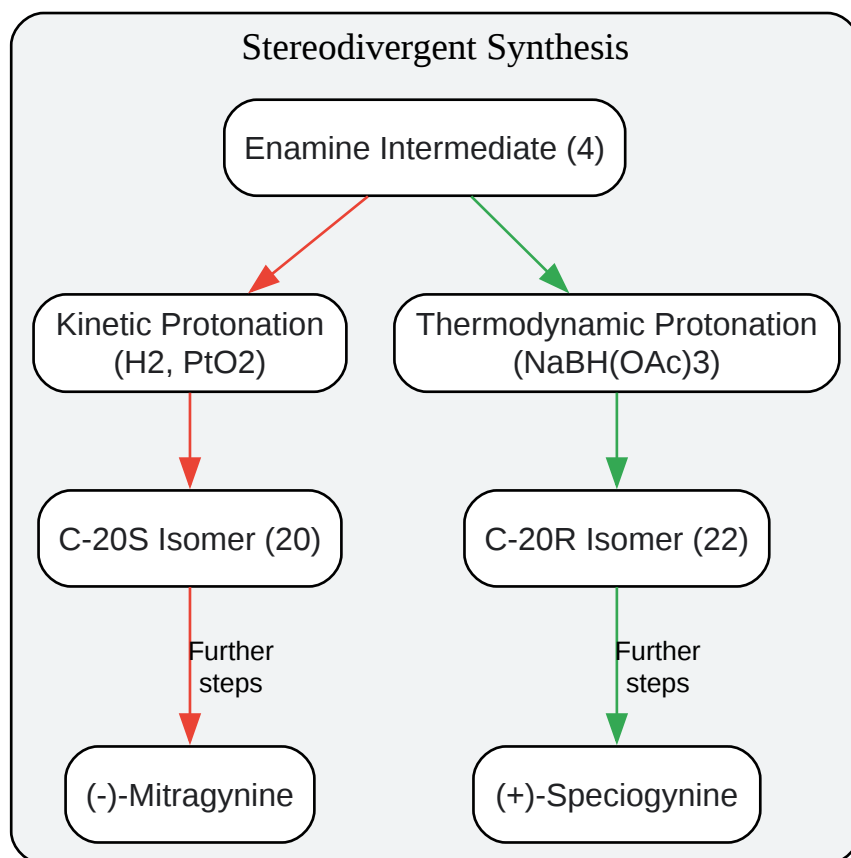 Stereodivergent Synthesis
Enamine Intermediate (4)
Kinetic Protonation
(H2, PtO2)
Thermodynamic Protonation
(NaBH(OAc)3)
C-20S Isomer (20)
C-20R Isomer (22)
Further
steps
Further
steps
(-)-Mitragynine
(+)-Speciogynine